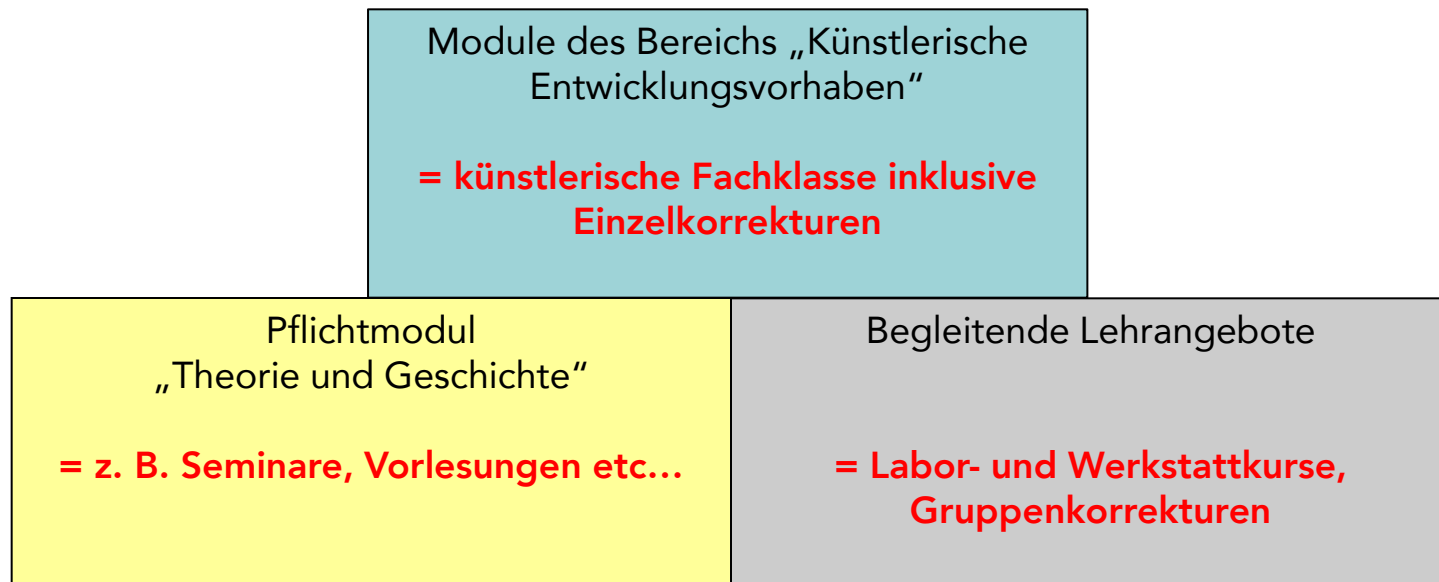 Module des Bereichs „Künstlerische
Entwicklungsvorhaben“
= künstlerische Fachklasse inklusive
Einzelkorrekturen
Pflichtmodul
„Theorie und Geschichte“
= z. B. Seminare, Vorlesungen etc…
Begleitende Lehrangebote
= Labor- und Werkstattkurse,
Gruppenkorrekturen